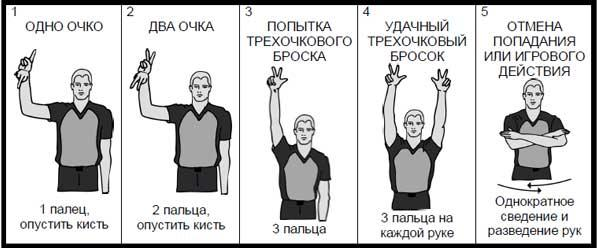 1
ОДНО ОЧКО
1 палец,
опустить кисть
2
ДВА ОЧКА
2 пальца,
опустить кисть
3
ПОПЫТКА
ТРЕХОЧКОВОГО
БРОСКА
3 пальца
4
УДАЧНЫЙ
ТРЕХОЧКОВЫЙ
БРОСОК
3 пальца на
каждой руке
5
ОТМЕНА
ПОПАДАНИЯ
ИЛИ ИГРОВОГО
ДЕЙСТВИЯ
Однократное
сведение и
разведение рук